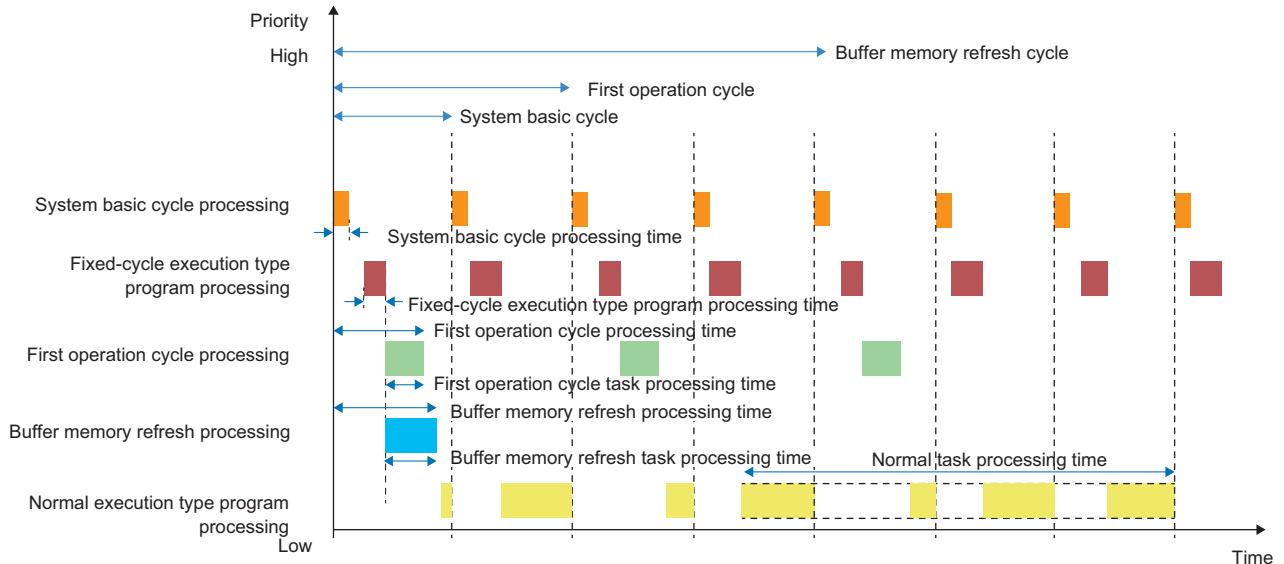 Priority
High
Buffer memory refresh cycle
First operation cycle
System basic cycle
System basic cycle processing
System basic cycle processing time
Fixed-cycle execution type
program processing
Fixed-cycle execution type program processing time
First operation cycle processing time
First operation cycle processing
First operation cycle task processing time
Buffer memory refresh processing time
Buffer memory refresh processing
Buffer memory refresh task processing time
Normal task processing time
Normal execution type program
processing
Low
Time